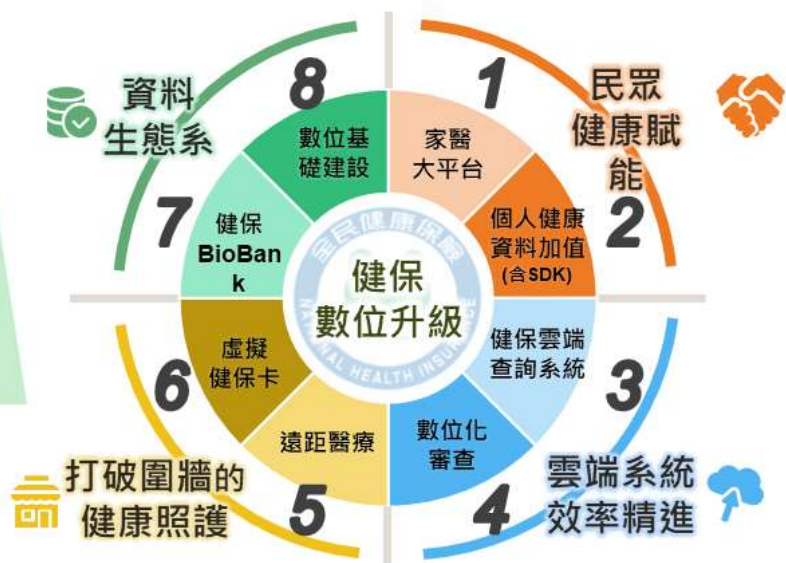 健保
數位升級
全民健康保險
NATIONAL HEALTH INSURANCE
1
家醫
大平台
民眾
健康賦
能
2
個人健康
資料加值
(含SDK)
3
健保雲端
查詢系統
4
數位化
審查
雲端系統
效率精進
5
遠距醫療
6
虛擬
健保卡
打破圍牆的
健康照護
7
健保
BioBan
k
8
數位基
礎建設
資料
生態系